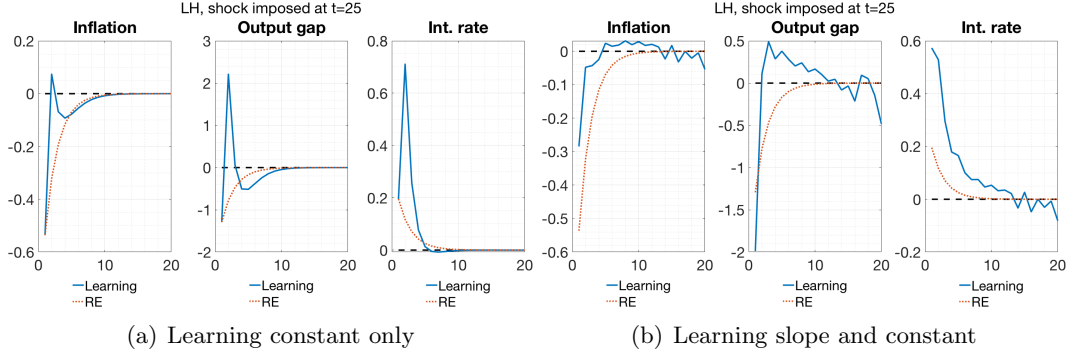 LH, shock imposed at t=25
Inflation
0.2
0
-0.2
-0.4
-0.6
0 10 20
Learning
RE
Output gap
3
2
1
0
-1
-2
0 10 20
Learning
RE
Int. rate
0.8
0.6
0.4
0.2
0
0 10 20
Learning
RE
(a) Learning constant only
LH, shock imposed at t=25
Inflation
0
-0.1
-0.2
-0.3
-0.4
-0.5
-0.6
0 10 20
Learning
RE
Output gap
0.5
0
-0.5
-1
-1.5
-2
0 10 20
Learning
RE
Int. rate
0.6
0.4
0.2
0
-0.2
0 10 20
Learning
RE
(b) Learning slope and constant